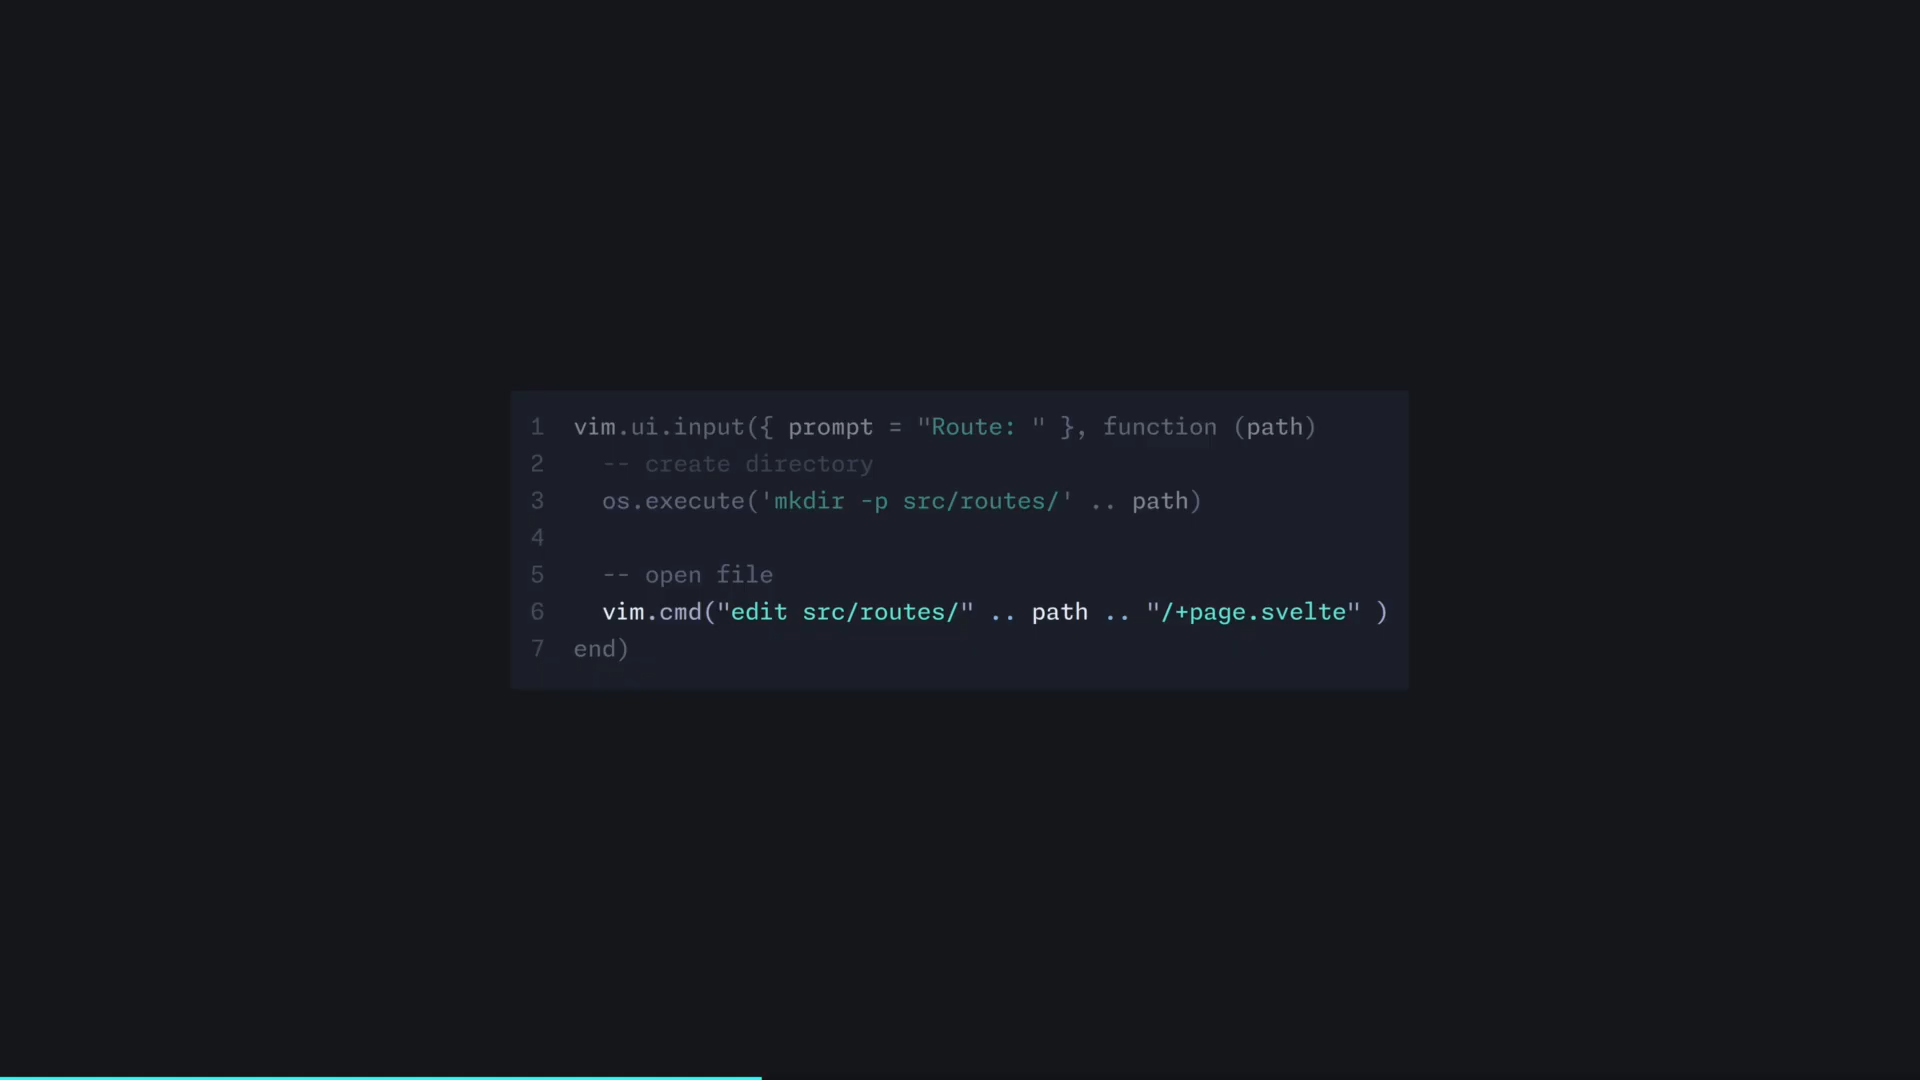 1 vim.ui.input({ prompt = "Route: " }, function (path)
2 -- create directory
3 os.execute('mkdir -p src/routes/' .. path)
4
5 -- open file
6 vim.cmd("edit src/routes/" .. path .. "/+page.svelte" )
7 end)